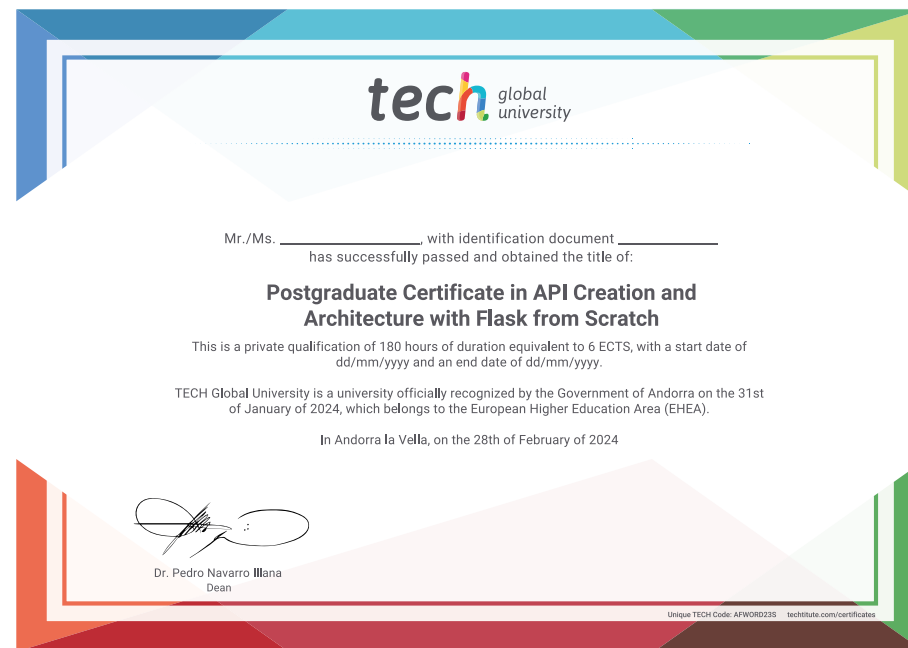 tech global university
Mr./Ms. ____________________, with identification document ______________
has successfully passed and obtained the title of:
Postgraduate Certificate in API Creation and
Architecture with Flask from Scratch
This is a private qualification of 180 hours of duration equivalent to 6 ECTS, with a start date of
dd/mm/yyyy and an end date of dd/mm/yyyy.
TECH Global University is a university officially recognized by the Government of Andorra on the 31st
of January of 2024, which belongs to the European Higher Education Area (EHEA).
In Andorra la Vella, on the 28th of February of 2024
Dr. Pedro Navarro Illana
Dean
Unique TECH Code: AFWORD23S techtitute.com/certificates